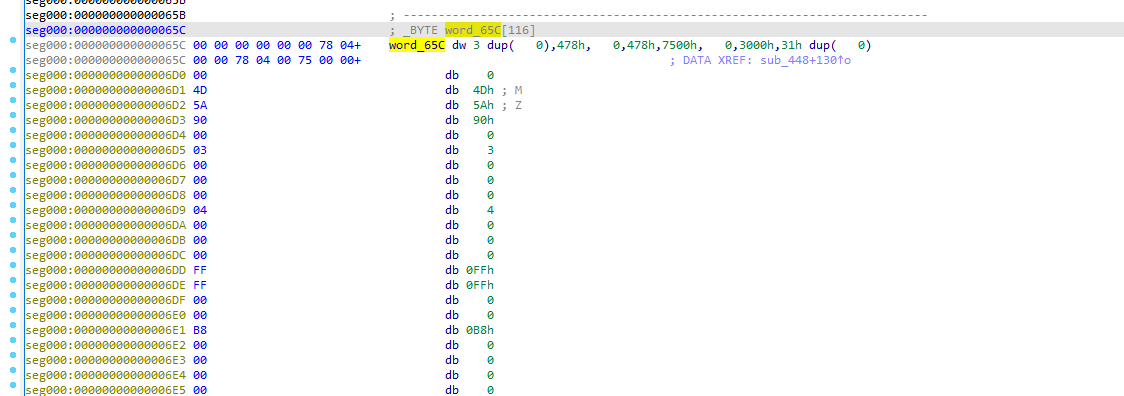 seg000:000000000000065B
seg000:000000000000065B ; ---------------------------------------------------------------------------
seg000:000000000000065C ; _BYTE word_65C[116]
seg000:000000000000065C 00 00 00 00 00 00 78 04+ word_65C dw 3 dup( 0),478h, 0,478h,7500h, 0,3000h,31h dup( 0)
seg000:000000000000065C 00 00 78 04 00 75 00 00+ ; DATA XREF: sub_448+130↑o
seg000:00000000000006D0 00 db 0
seg000:00000000000006D1 4D db 4Dh ; M
seg000:00000000000006D2 5A db 5Ah ; Z
seg000:00000000000006D3 90 db 90h
seg000:00000000000006D4 00 db 0
seg000:00000000000006D5 03 db 3
seg000:00000000000006D6 00 db 0
seg000:00000000000006D7 00 db 0
seg000:00000000000006D8 00 db 0
seg000:00000000000006D9 04 db 4
seg000:00000000000006DA 00 db 0
seg000:00000000000006DB 00 db 0
seg000:00000000000006DC 00 db 0
seg000:00000000000006DD FF db 0FFh
seg000:00000000000006DE FF db 0FFh
seg000:00000000000006DF 00 db 0
seg000:00000000000006E0 00 db 0
seg000:00000000000006E1 B8 db 0B8h
seg000:00000000000006E2 00 db 0
seg000:00000000000006E3 00 db 0
seg000:00000000000006E4 00 db 0
seg000:00000000000006E5 00 db 0